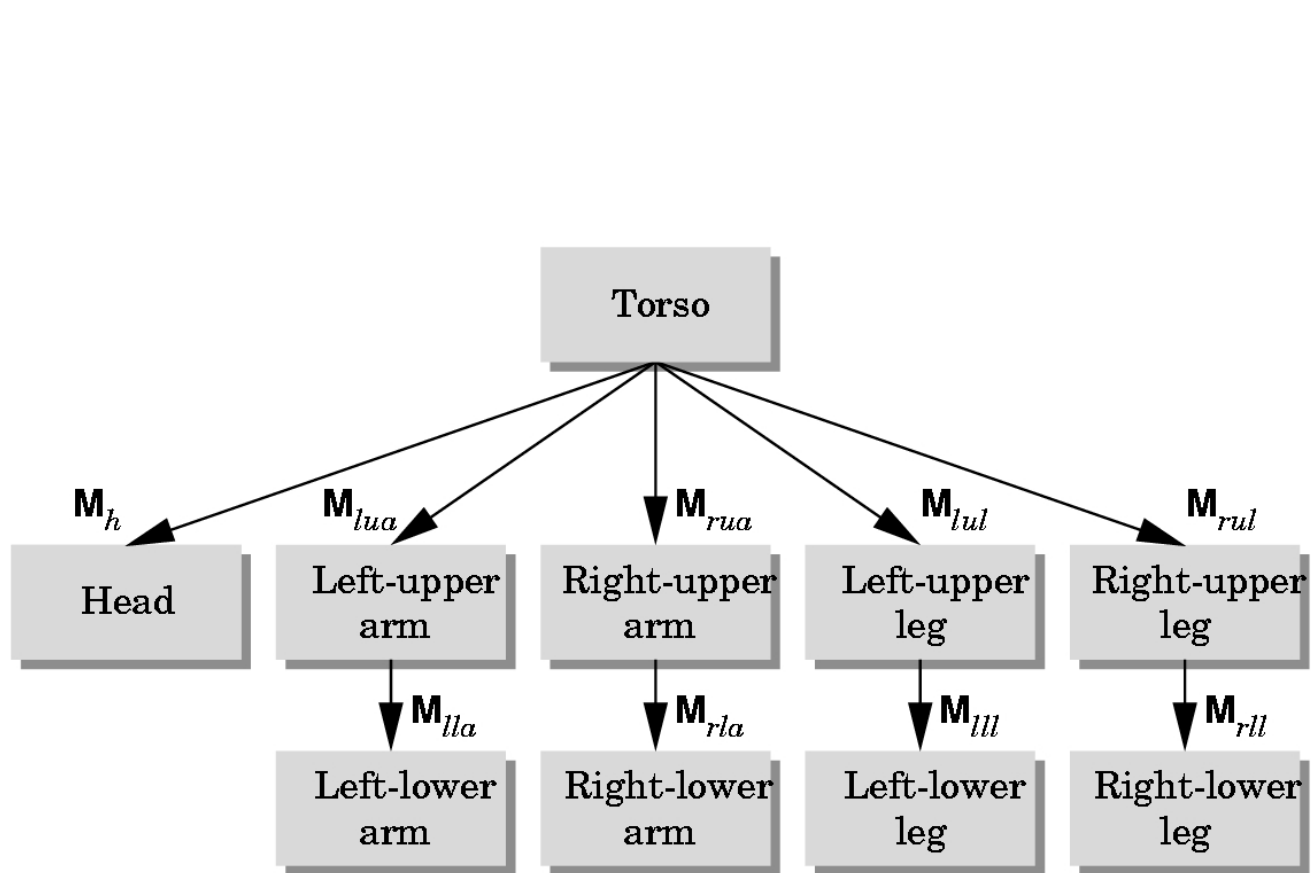 Torso
M_h M_lua M_rua M_lul M_rul
Head
Left-upper
arm
Right-upper
arm
Left-upper
leg
Right-upper
leg
M_lla M_rla M_lll M_rll
Left-lower
arm
Right-lower
arm
Left-lower
leg
Right-lower
leg